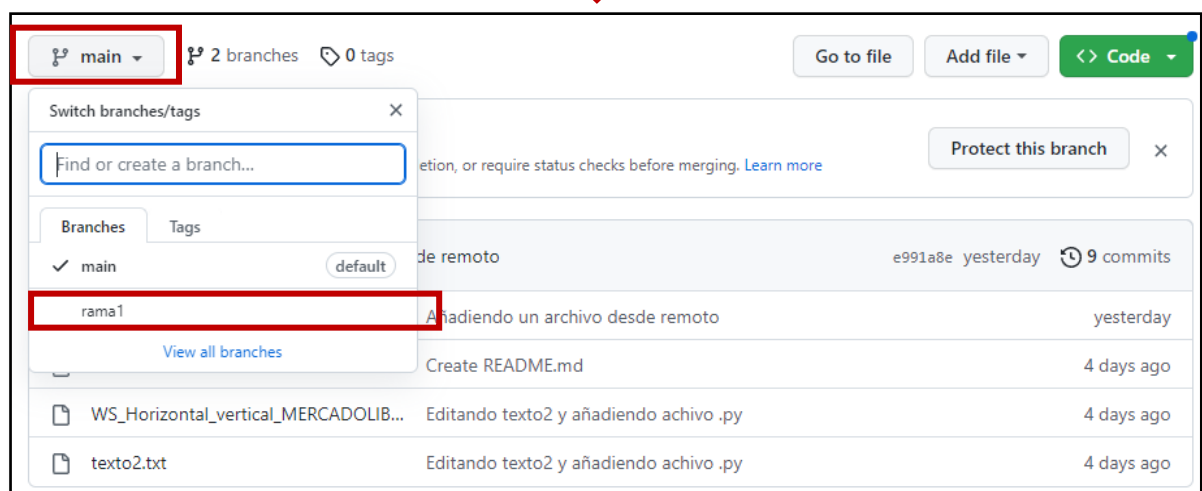 main
2 branches
0 tags
Go to file
Add file
Code
Switch branches/tags
Find or create a branch...
etion, or require status checks before merging. Learn more
Protect this branch
Branches
Tags
main
default
de remoto
e991a8e yesterday
9 commits
rama1
Añadiendo un archivo desde remoto
yesterday
View all branches
Create README.md
4 days ago
WS_Horizontal_vertical_MERCADOLIB...
Editando texto2 y añadiendo achivo .py
4 days ago
texto2.txt
Editando texto2 y añadiendo achivo .py
4 days ago